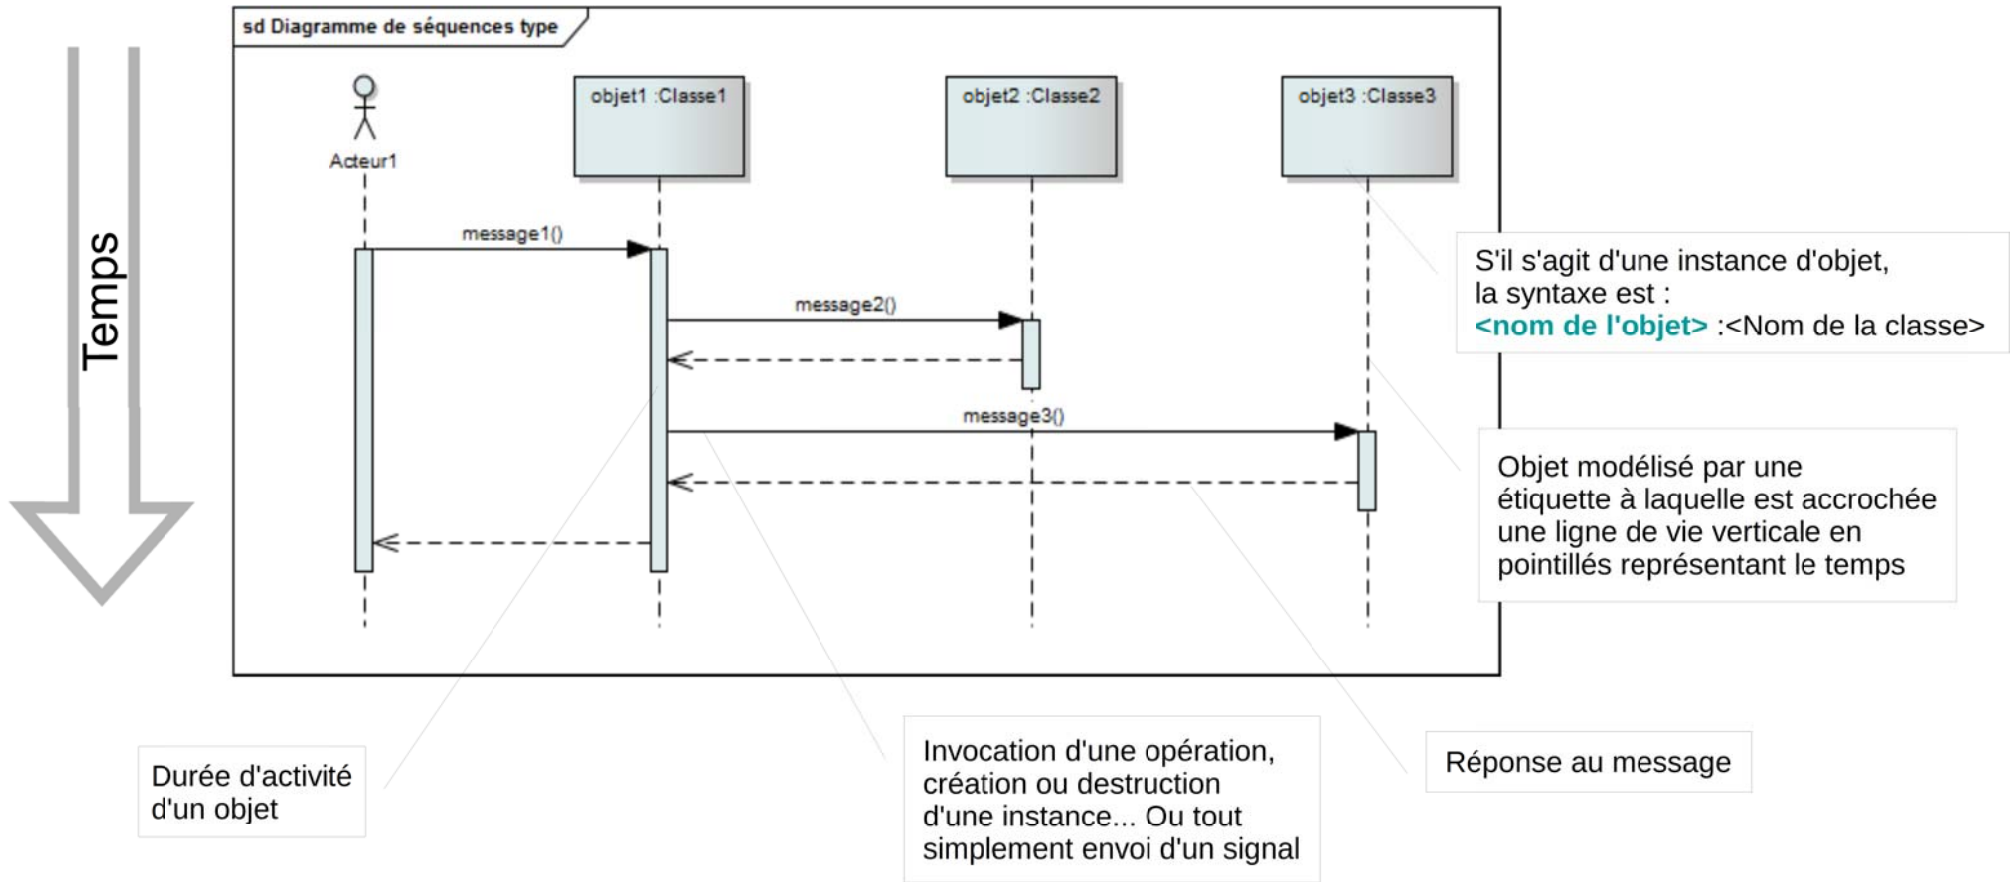 sd Diagramme de séquences type
Temps
Acteur1
objet1 :Classe1
objet2 :Classe2
objet3 :Classe3
message1()
message2()
message3()
S'il s'agit d'une instance d'objet,
la syntaxe est :
<nom de l'objet> :<Nom de la classe>
Objet modélisé par une
étiquette à laquelle est accrochée
une ligne de vie verticale en
pointillés représentant le temps
Durée d'activité
d'un objet
Invocation d'une opération,
création ou destruction
d'une instance... Ou tout
simplement envoi d'un signal
Réponse au message